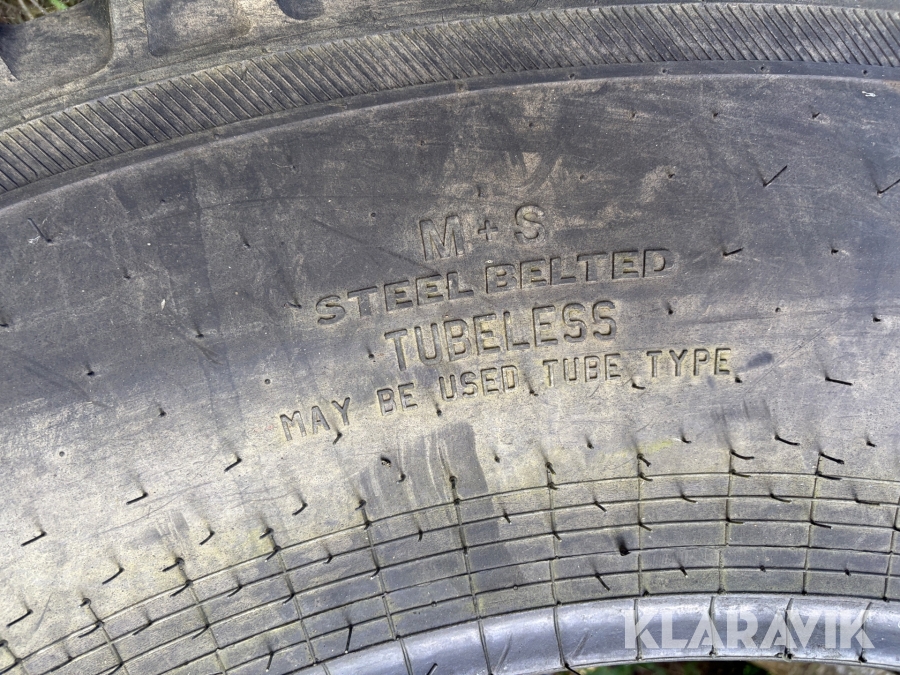 M+S
STEEL BELTED
TUBELESS
MAY BE USED TUBE TYPE
KLARAVIK